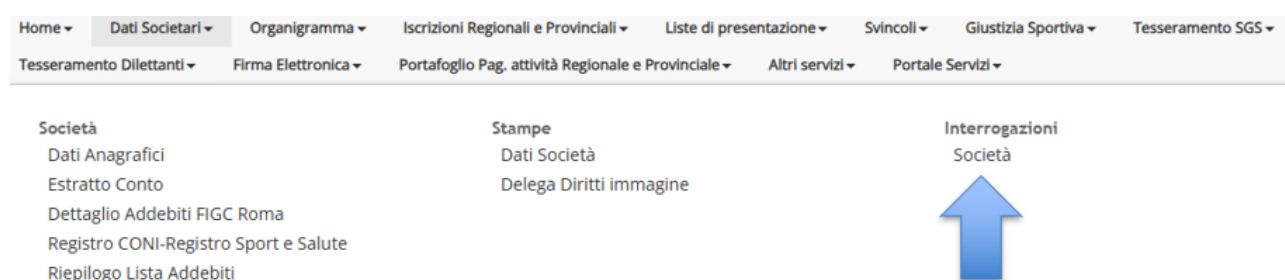 Home Dati Societari Organigramma Iscrizioni Regionali e Provinciali Liste di presentazione Svincoli Giustizia Sportiva Tesseramento SGS
Tesseramento Dilettanti Firma Elettronica Portafoglio Pag. attività Regionale e Provinciale Altri servizi Portale Servizi
Società
Dati Anagrafici
Estratto Conto
Dettaglio Addebiti FIGC Roma
Registro CONI-Registro Sport e Salute
Riepilogo Lista Addebiti
Stampe
Dati Società
Delega Diritti immagine
Interrogazioni
Società